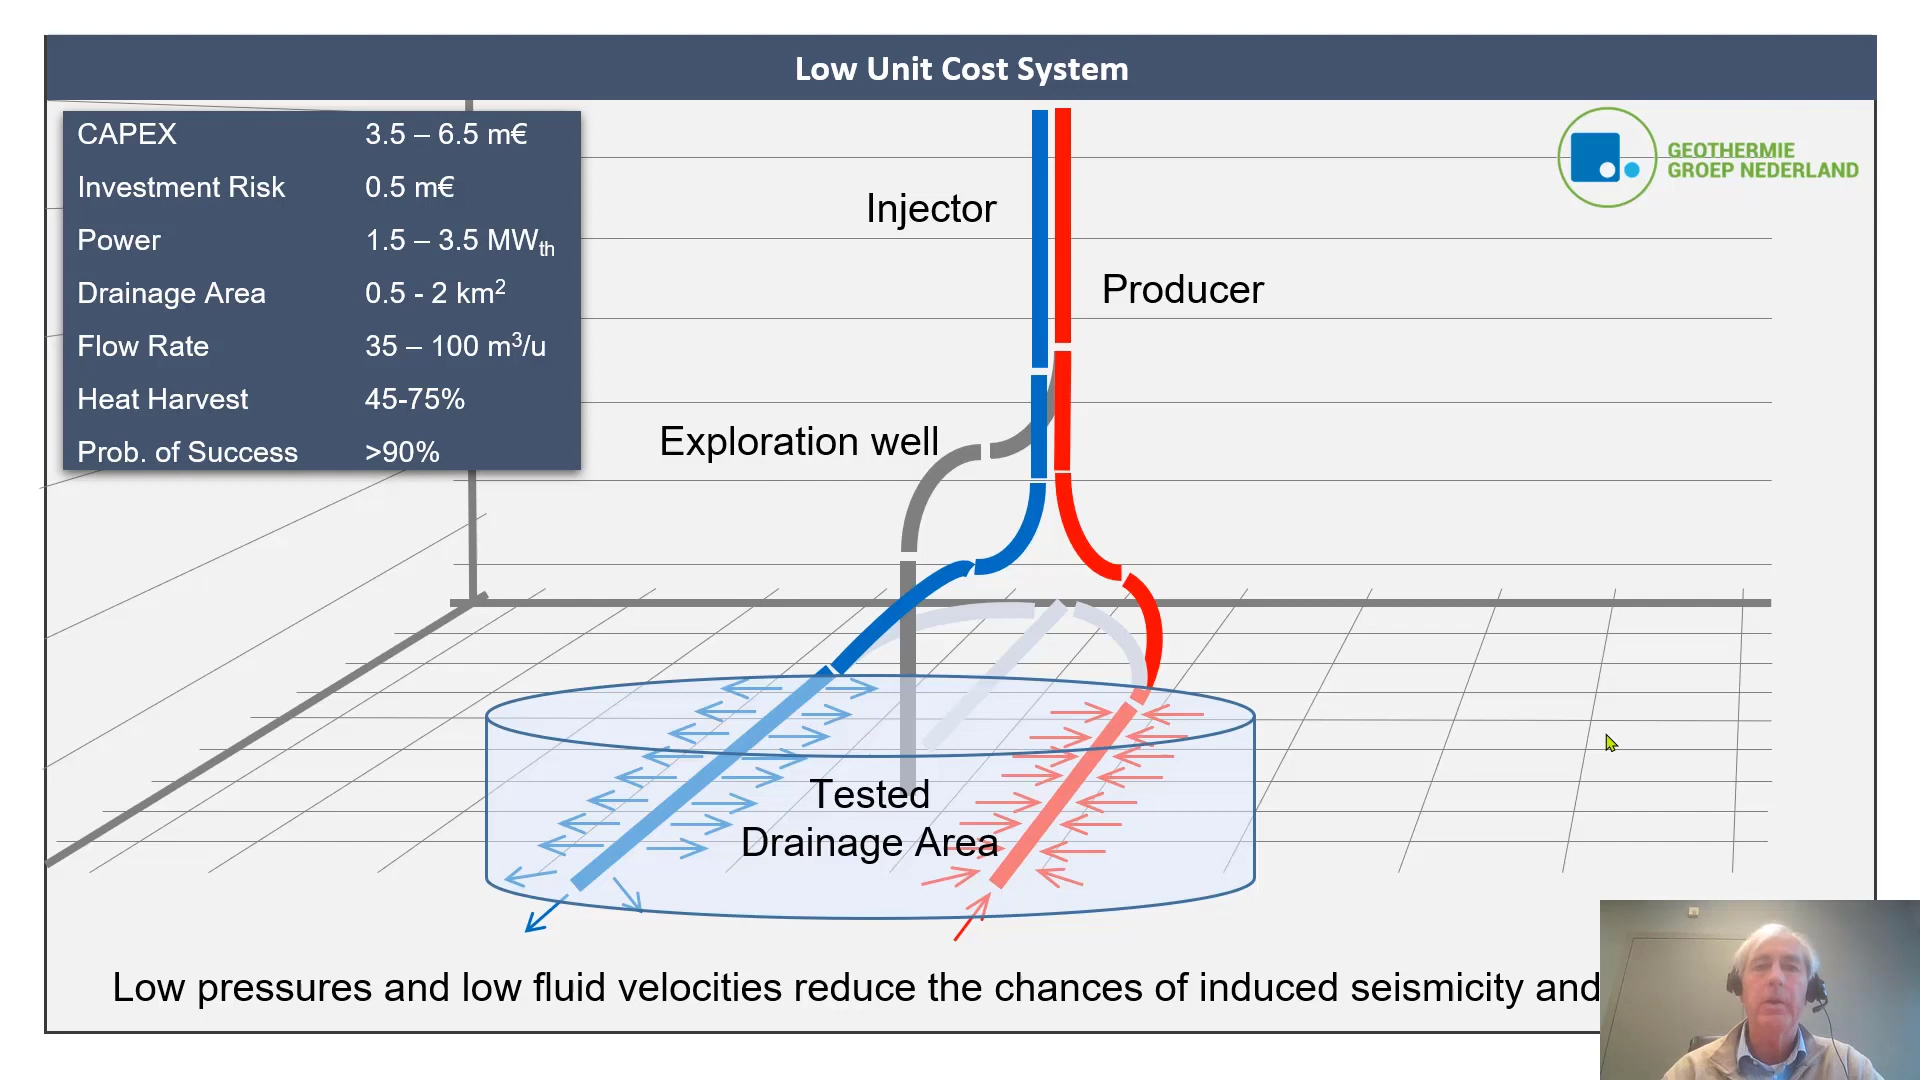 Low Unit Cost System
CAPEX 3.5 – 6.5 m€
Investment Risk 0.5 m€
Power 1.5 – 3.5 MWth
Drainage Area 0.5 - 2 km²
Flow Rate 35 – 100 m³/u
Heat Harvest 45-75%
Prob. of Success >90%
GEOTHERMIE
GROEP NEDERLAND
Injector
Producer
Exploration well
Tested
Drainage Area
Low pressures and low fluid velocities reduce the chances of induced seismicity and